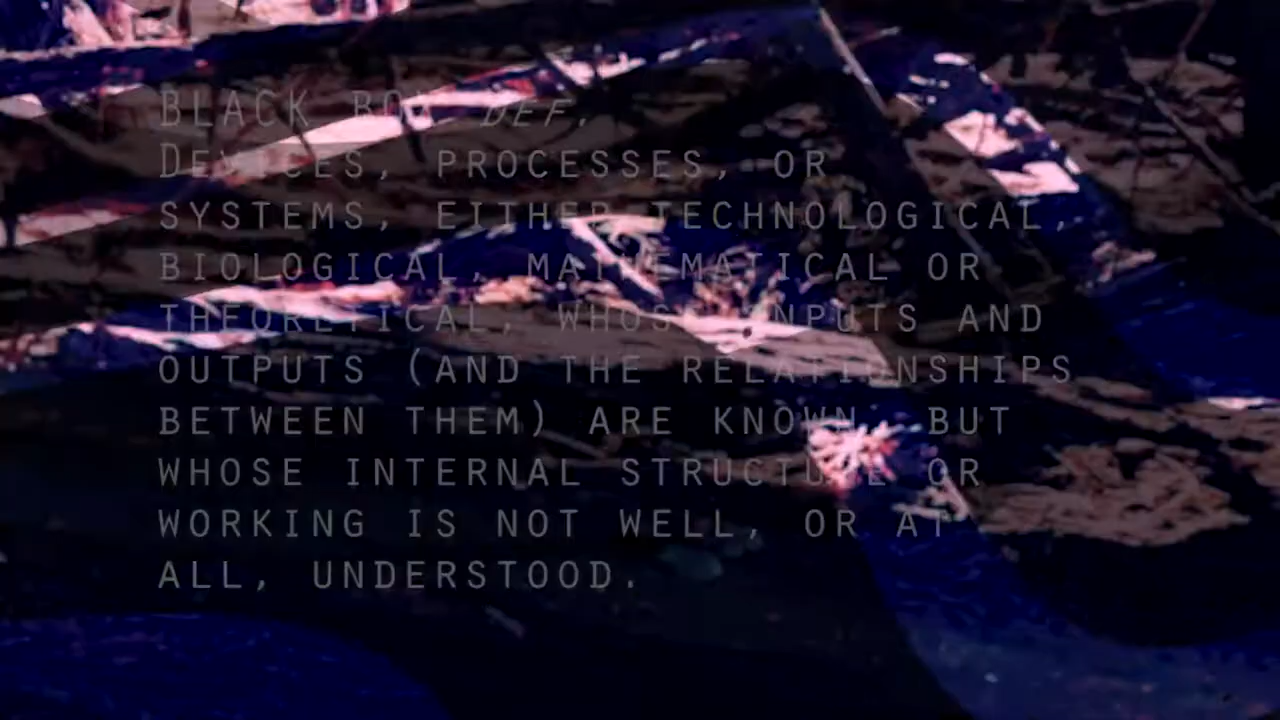 BLACK BOX DEF.
DEVICES, PROCESSES, OR
SYSTEMS, EITHER TECHNOLOGICAL,
BIOLOGICAL, MATHEMATICAL OR
THEORETICAL, WHOSE INPUTS AND
OUTPUTS (AND THE RELATIONSHIPS
BETWEEN THEM) ARE KNOWN, BUT
WHOSE INTERNAL STRUCTURE OR
WORKING IS NOT WELL, OR AT
ALL, UNDERSTOOD.